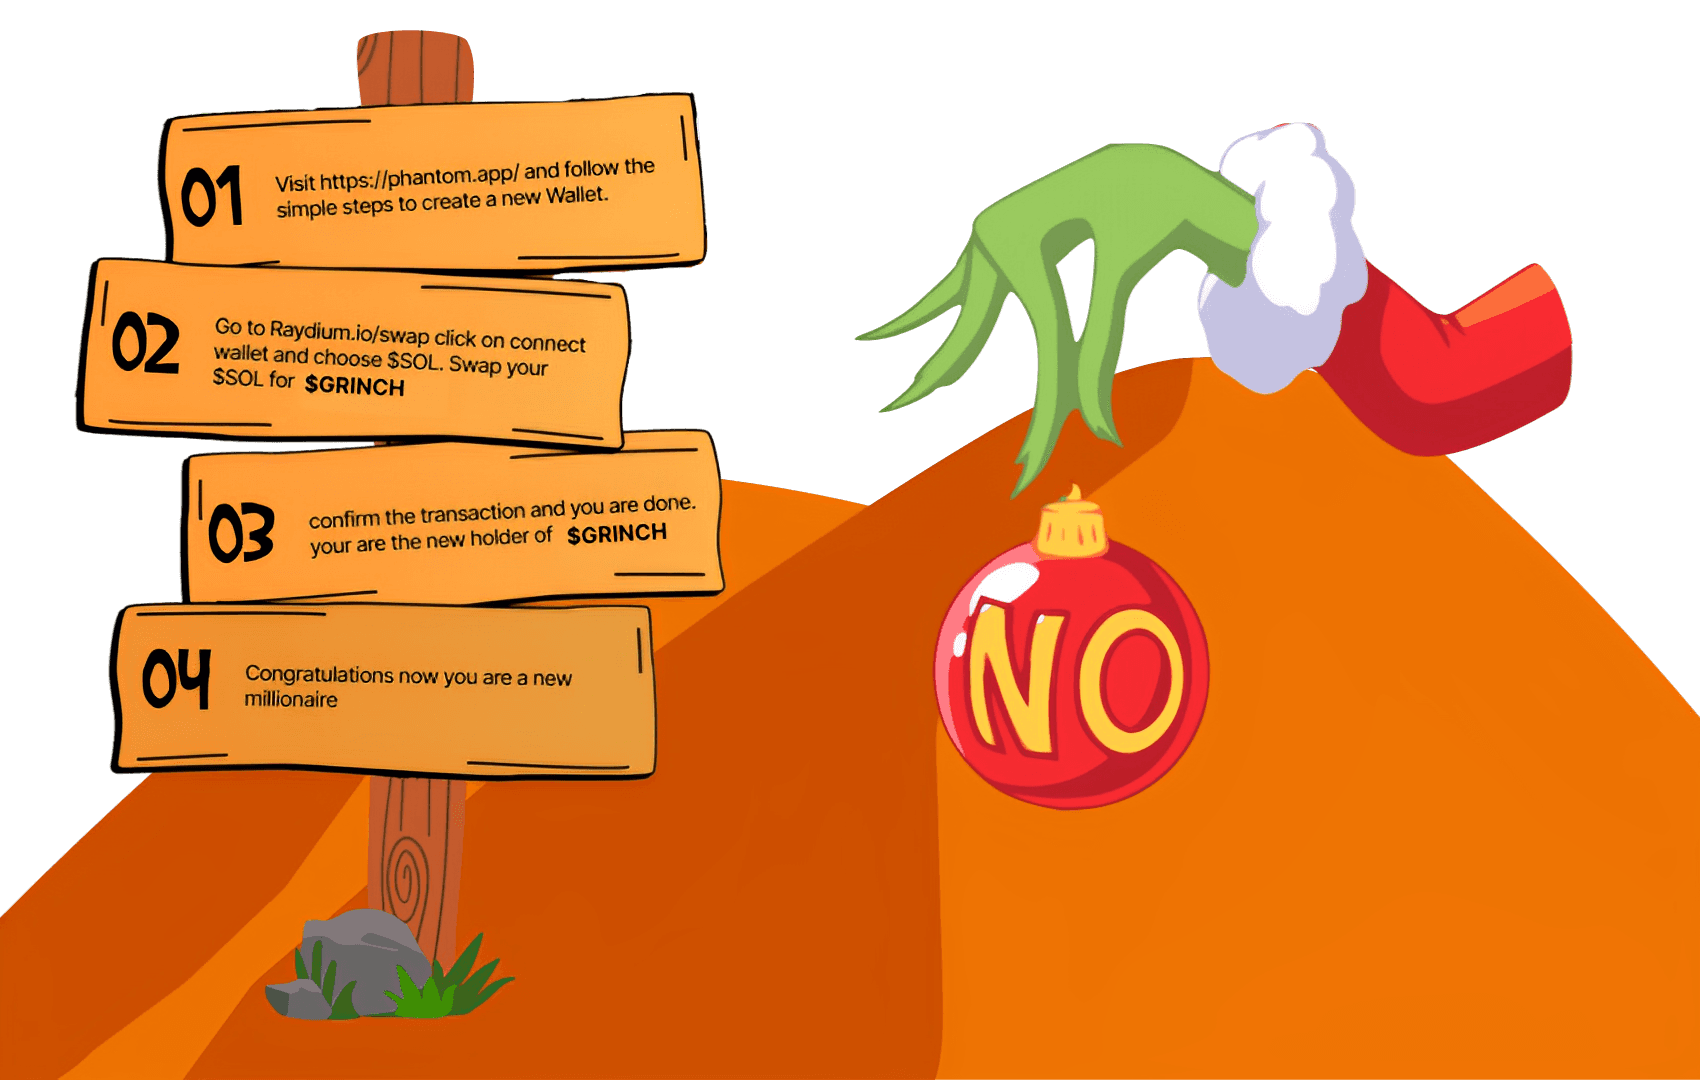 01
Visit https://phantom.app/ and follow the
simple steps to create a new Wallet.
02
Go to Raydium.io/swap click on connect
wallet and choose $SOL. Swap your
$SOL for $GRINCH
03
confirm the transaction and you are done.
your are the new holder of $GRINCH
04
Congratulations now you are a new
millionaire
NO